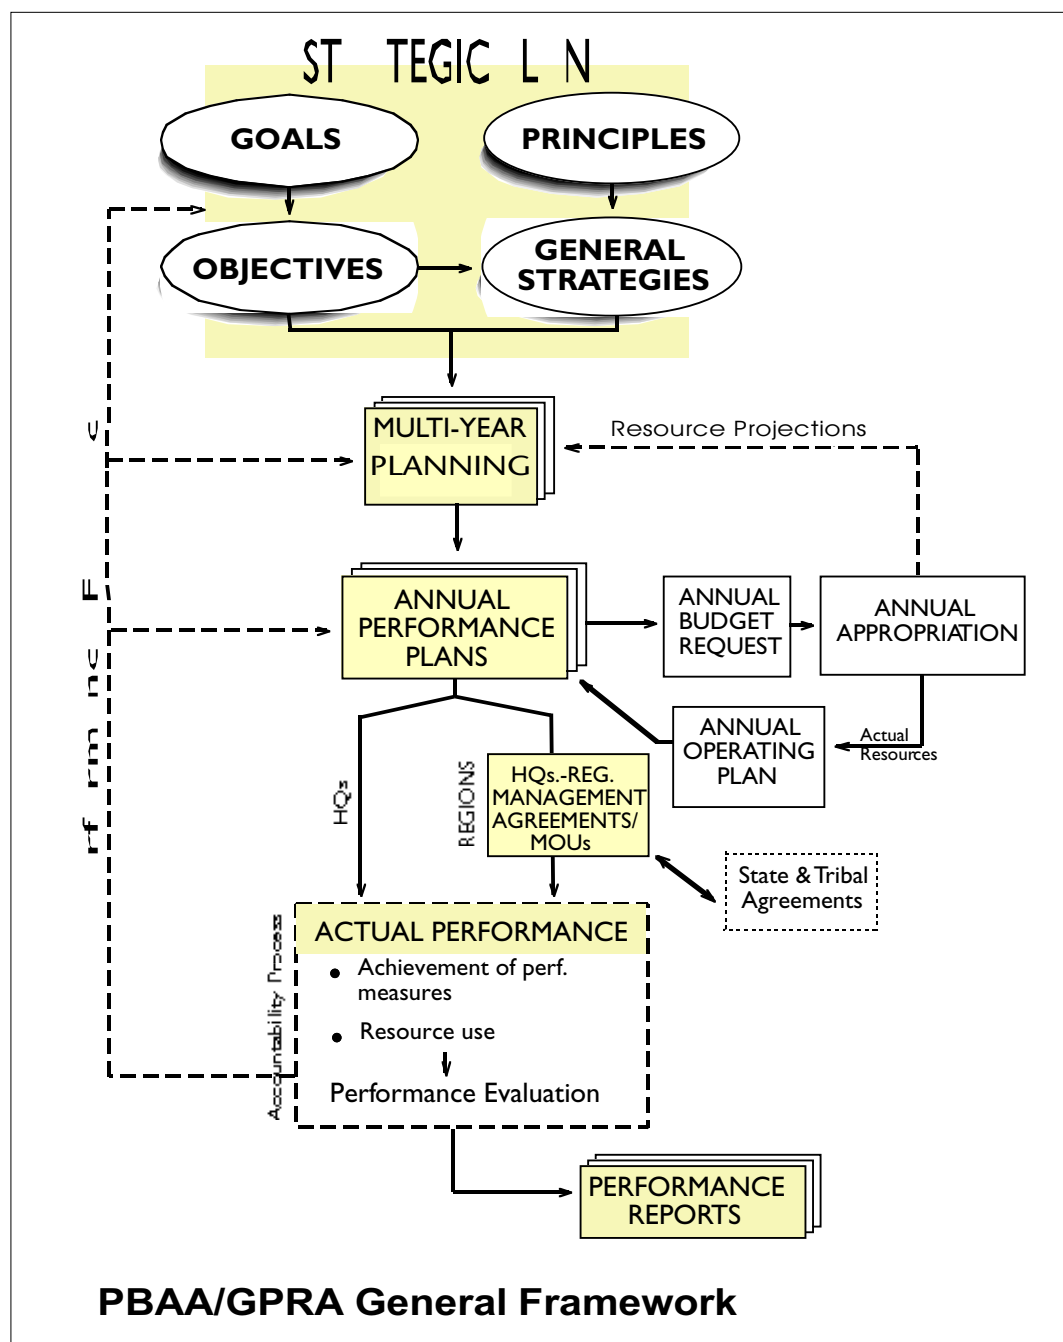 ST TEGIC L N
GOALS
PRINCIPLES
OBJECTIVES
GENERAL
STRATEGIES
MULTI-YEAR
PLANNING
Resource Projections
ANNUAL
PERFORMANCE
PLANS
ANNUAL
BUDGET
REQUEST
ANNUAL
APPROPRIATION
ANNUAL
OPERATING
PLAN
Actual
Resources
HQs
REGIONS
HQs.-REG.
MANAGEMENT
AGREEMENTS/
MOUs
State & Tribal
Agreements
Accountability Process
ACTUAL PERFORMANCE
• Achievement of perf.
measures
• Resource use
Performance Evaluation
PERFORMANCE
REPORTS
PBAA/GPRA General Framework